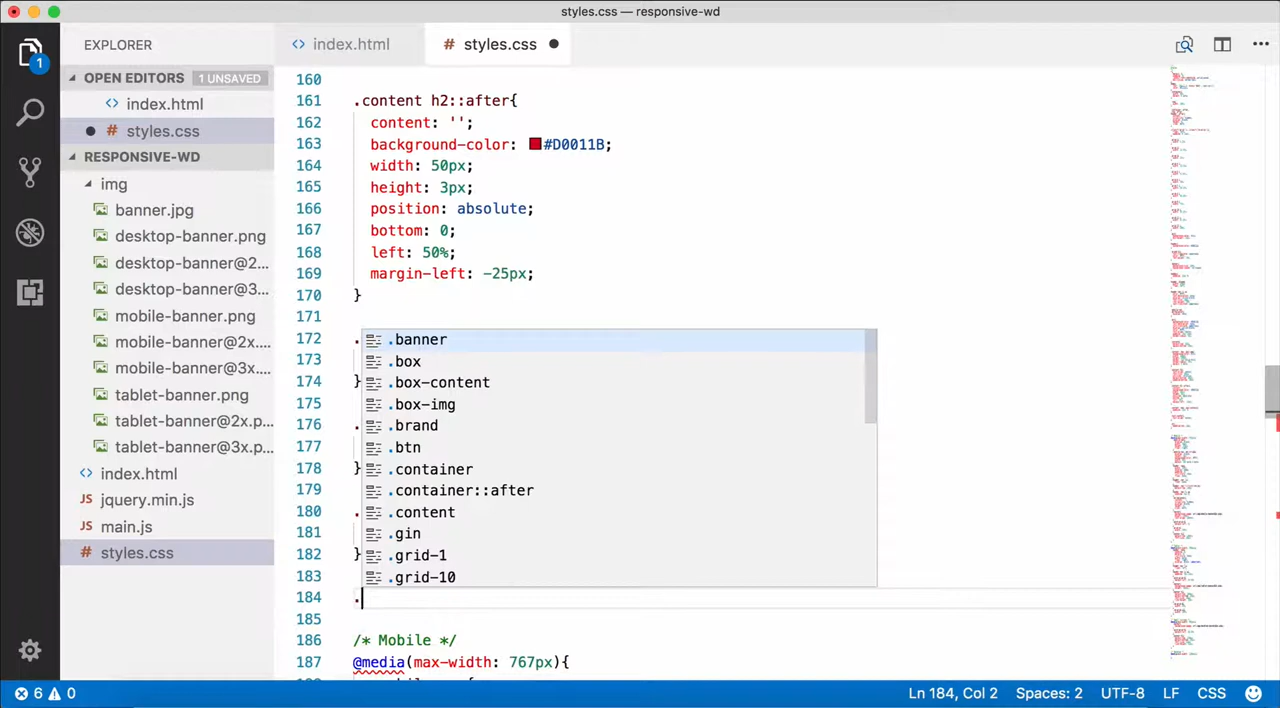 styles.css — responsive-wd
EXPLORER
OPEN EDITORS 1 UNSAVED
<> index.html
# styles.css
RESPONSIVE-WD
img
banner.jpg
desktop-banner.png
desktop-banner@2...
desktop-banner@3...
mobile-banner.png
mobile-banner@2x....
mobile-banner@3x....
tablet-banner.png
tablet-banner@2x.p...
tablet-banner@3x.p...
<> index.html
JS jquery.min.js
JS main.js
# styles.css
1
<> index.html # styles.css
160
161 .content h2::after{
162 content: '';
163 background-color: #D0011B;
164 width: 50px;
165 height: 3px;
166 position: absolute;
167 bottom: 0;
168 left: 50%;
169 margin-left: -25px;
170 }
171
172 . .banner
173 .box
174 } .box-content
.box-img
176 . .brand
177 .btn
178 } .container
179 .container::after
180 . .content
181 .gin
182 } .grid-1
183 .grid-10
184 .
185
186 /* Mobile */
187 @media(max-width: 767px){
6 0 Ln 184, Col 2 Spaces: 2 UTF-8 LF CSS